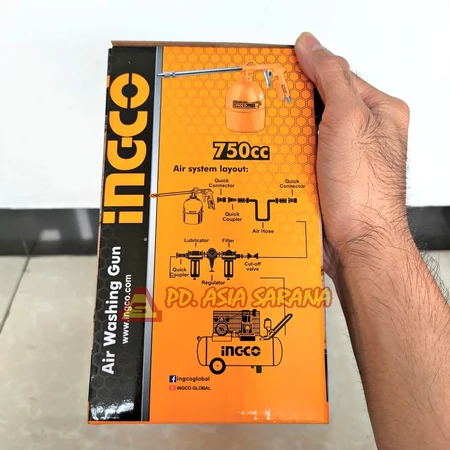 INGCO
Air Washing Gun
www.ingco.com
750cc
Air system layout:
Quick Connector
Quick Connector
Quick Coupler
Air Hose
Lubricator
Filter
Quick Coupler
Cut-off valve
Regulator
PD. ASIA SARANA
INGCO
ingcoglobal
INGCO GLOBAL